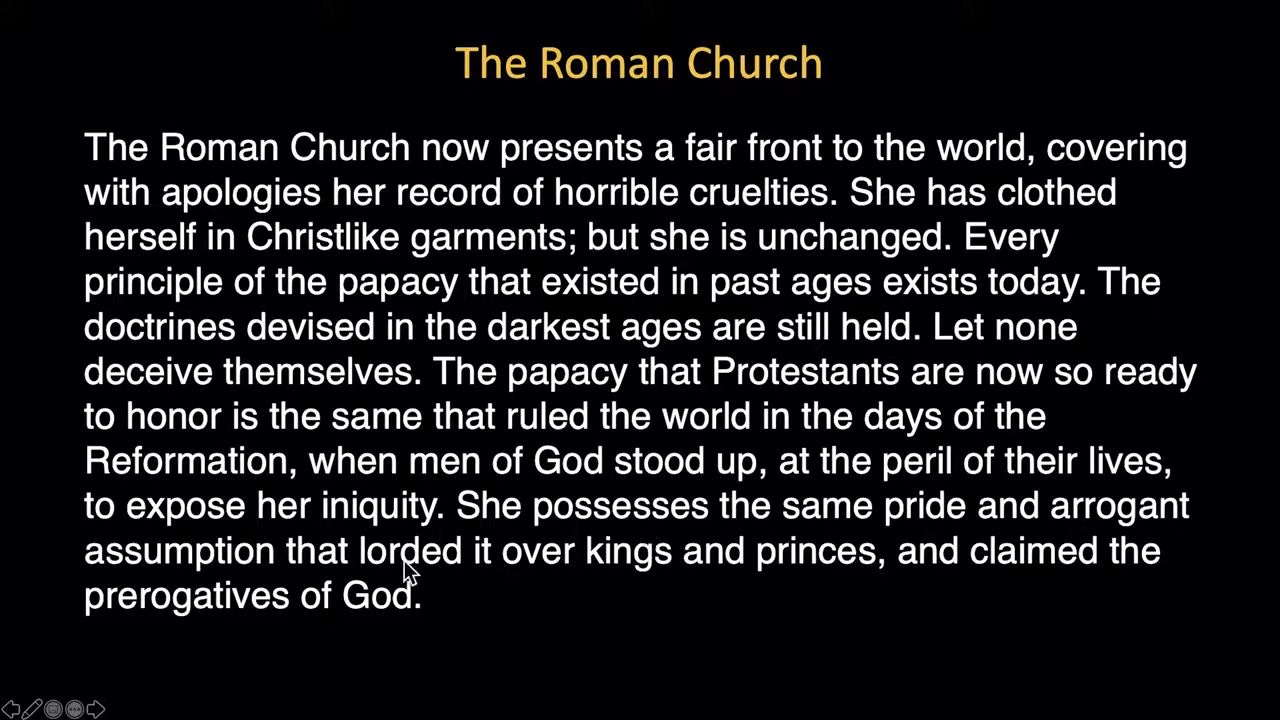 The Roman Church
The Roman Church now presents a fair front to the world, covering
with apologies her record of horrible cruelties. She has clothed
herself in Christlike garments; but she is unchanged. Every
principle of the papacy that existed in past ages exists today. The
doctrines devised in the darkest ages are still held. Let none
deceive themselves. The papacy that Protestants are now so ready
to honor is the same that ruled the world in the days of the
Reformation, when men of God stood up, at the peril of their lives,
to expose her iniquity. She possesses the same pride and arrogant
assumption that lorded it over kings and princes, and claimed the
prerogatives of God.